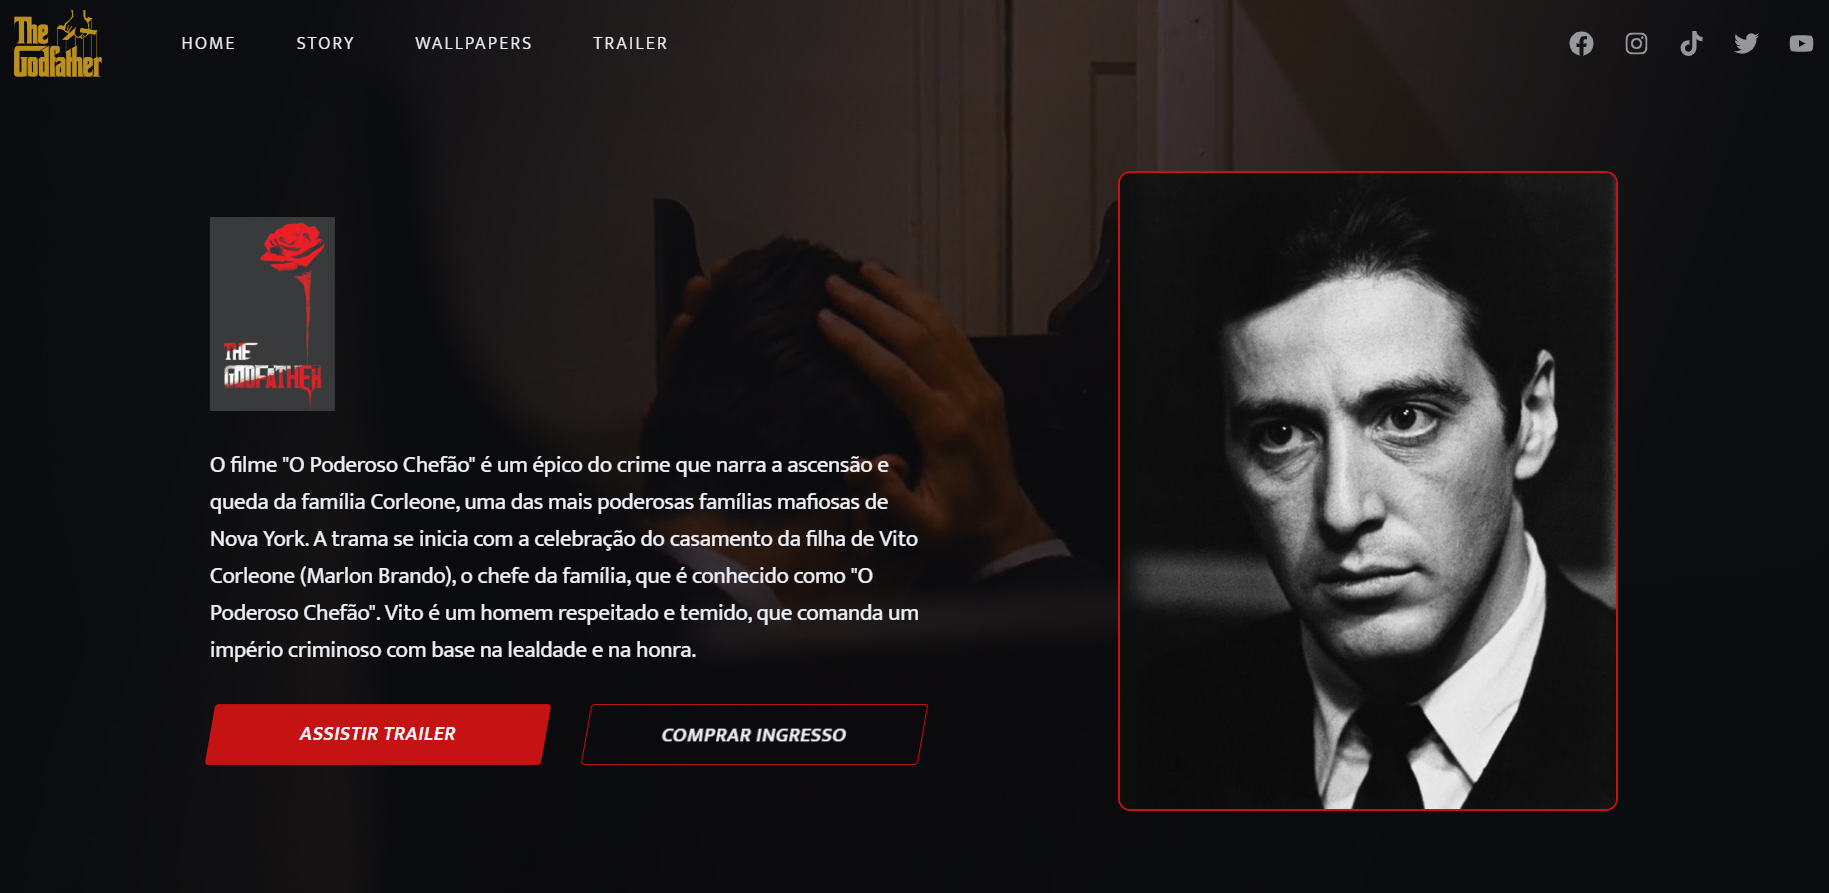 The
Godfather
HOME
STORY
WALLPAPERS
TRAILER
THE
GODFATHER
O filme "O Poderoso Chefão" é um épico do crime que narra a ascensão e
queda da família Corleone, uma das mais poderosas famílias mafiosas de
Nova York. A trama se inicia com a celebração do casamento da filha de Vito
Corleone (Marlon Brando), o chefe da família, que é conhecido como "O
Poderoso Chefão". Vito é um homem respeitado e temido, que comanda um
império criminoso com base na lealdade e na honra.
ASSISTIR TRAILER
COMPRAR INGRESSO